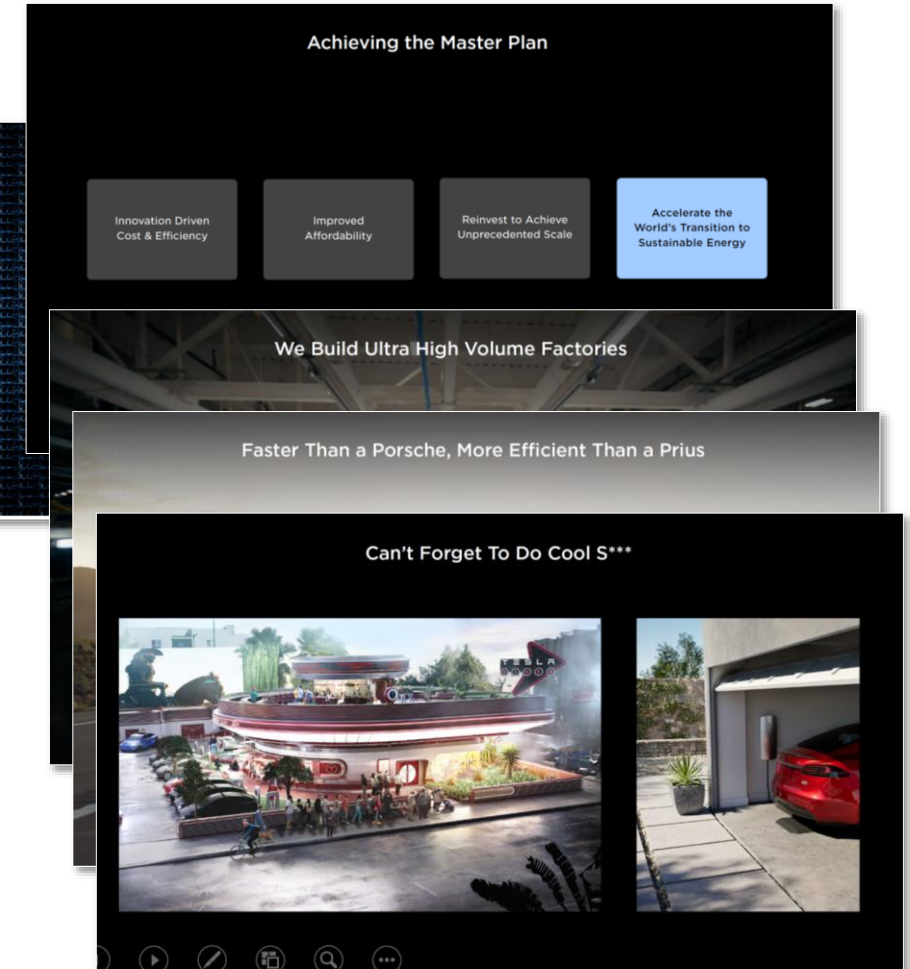 Achieving the Master Plan
Innovation Driven
Cost & Efficiency
Improved
Affordability
Reinvest to Achieve
Unprecedented Scale
Accelerate the
World's Transition to
Sustainable Energy
We Build Ultra High Volume Factories
Faster Than a Porsche, More Efficient Than a Prius
Can't Forget To Do Cool S***
TESLA